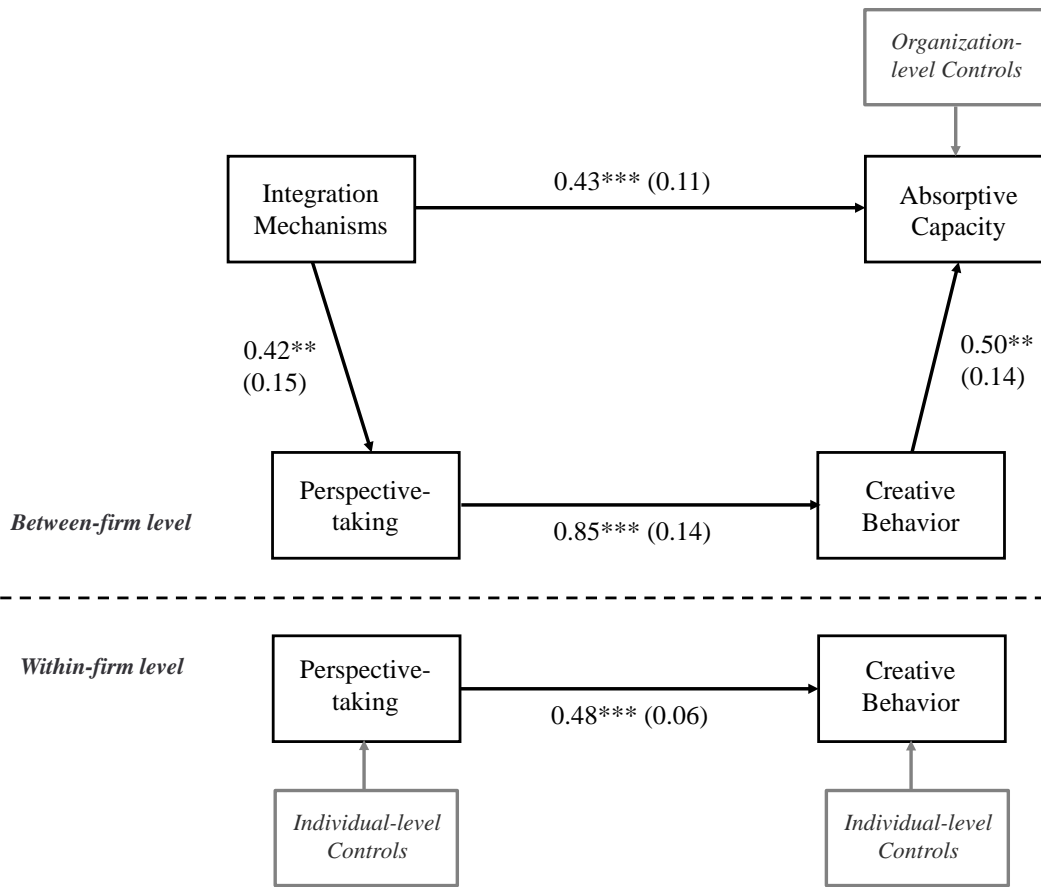 Organization-
level Controls
Integration
Mechanisms
0.43*** (0.11)
Absorptive
Capacity
0.42**
(0.15)
0.50**
(0.14)
Perspective-
taking
Creative
Behavior
Between-firm level
0.85*** (0.14)
Within-firm level
Perspective-
taking
Creative
Behavior
0.48*** (0.06)
Individual-level
Controls
Individual-level
Controls